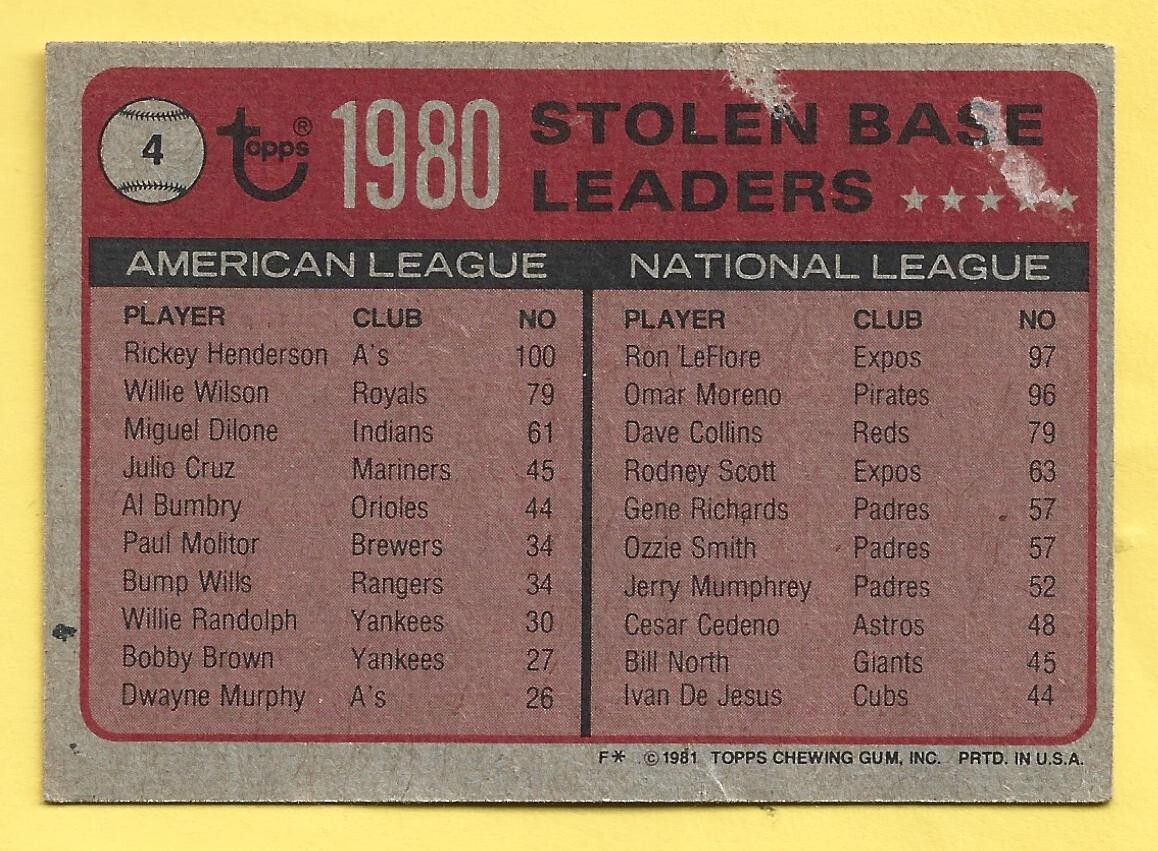 4 topps® 1980 STOLEN BASE
LEADERS
AMERICAN LEAGUE
PLAYER CLUB NO
Rickey Henderson A's 100
Willie Wilson Royals 79
Miguel Dilone Indians 61
Julio Cruz Mariners 45
Al Bumbry Orioles 44
Paul Molitor Brewers 34
Bump Wills Rangers 34
Willie Randolph Yankees 30
Bobby Brown Yankees 27
Dwayne Murphy A's 26
NATIONAL LEAGUE
PLAYER CLUB NO
Ron LeFlore Expos 97
Omar Moreno Pirates 96
Dave Collins Reds 79
Rodney Scott Expos 63
Gene Richards Padres 57
Ozzie Smith Padres 57
Jerry Mumphrey Padres 52
Cesar Cedeno Astros 48
Bill North Giants 45
Ivan De Jesus Cubs 44
F* © 1981 TOPPS CHEWING GUM, INC. PRTD. IN U.S.A.